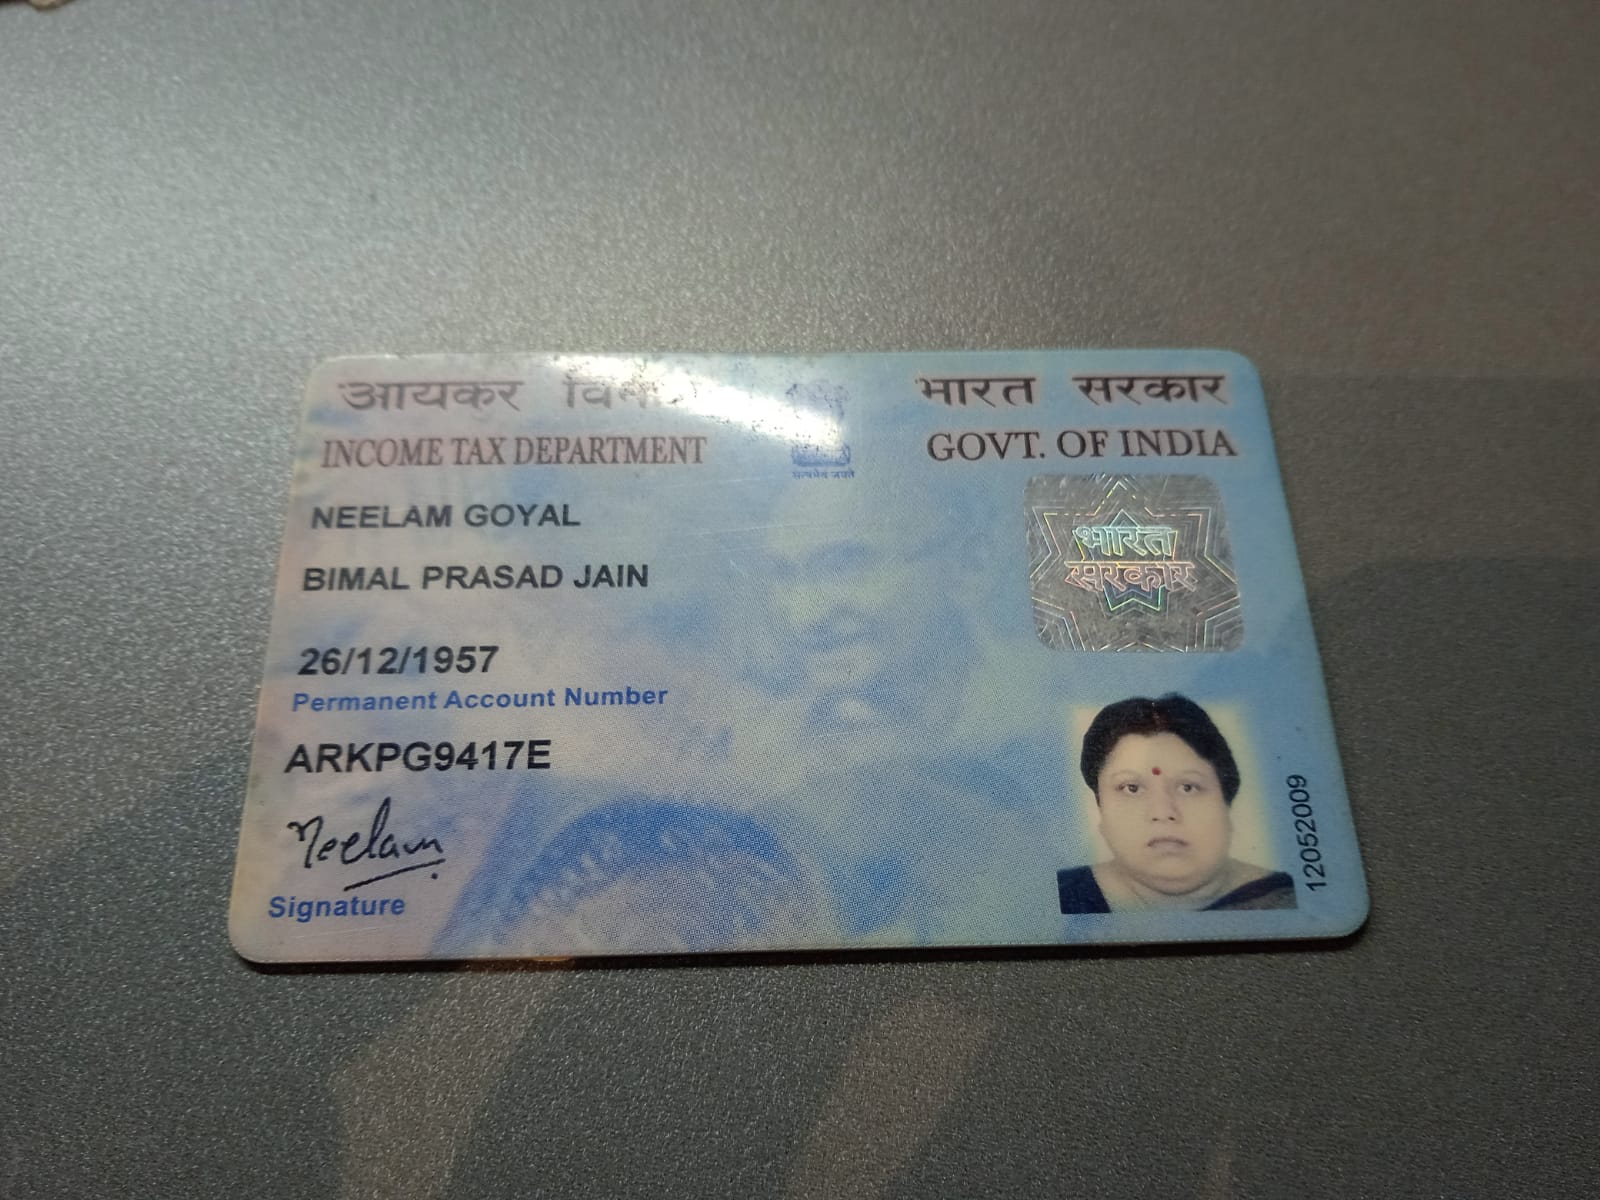 आयकर
भारत सरकार
INCOME TAX DEPARTMENT
GOVT. OF INDIA
सत्यमेव जयते
NEELAM GOYAL
BIMAL PRASAD JAIN
भारत
सरकार
26/12/1957
Permanent Account Number
ARKPG9417E
Neelam
Signature
12052009